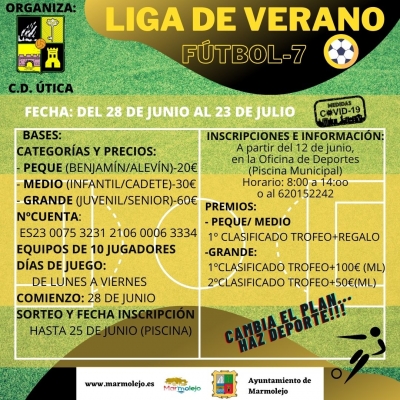 ORGANIZA:
C.D. ÚTICA
LIGA DE VERANO
FÚTBOL-7
FECHA: DEL 28 DE JUNIO AL 23 DE JULIO
MEDIDAS
COVID-19
BASES:
CATEGORÍAS Y PRECIOS:
- PEQUE (BENJAMÍN/ALEVÍN)-20€
- MEDIO (INFANTIL/CADETE)-30€
- GRANDE (JUVENIL/SENIOR)-60€
NºCUENTA:
ES23 0075 3231 2106 0006 3334
EQUIPOS DE 10 JUGADORES
DÍAS DE JUEGO:
DE LUNES A VIERNES
COMIENZO: 28 DE JUNIO
SORTEO Y FECHA INSCRIPCIÓN
HASTA 25 DE JUNIO (PISCINA)
INSCRIPCIONES E INFORMACIÓN:
A partir del 12 de junio,
en la Oficina de Deportes
(Piscina Municipal)
Horario: 8:00 a 14:00
o al 620152242
PREMIOS:
- PEQUE/ MEDIO
1º CLASIFICADO TROFEO+REGALO
-GRANDE:
1ºCLASIFICADO TROFEO+100€ (ML)
2ºCLASIFICADO TROFEO+50€(ML)
CAMBIA EL PLAN...
HAZ DEPORTE!!!
www.marmolejo.es
Marmolejo
Ayuntamiento de
Marmolejo